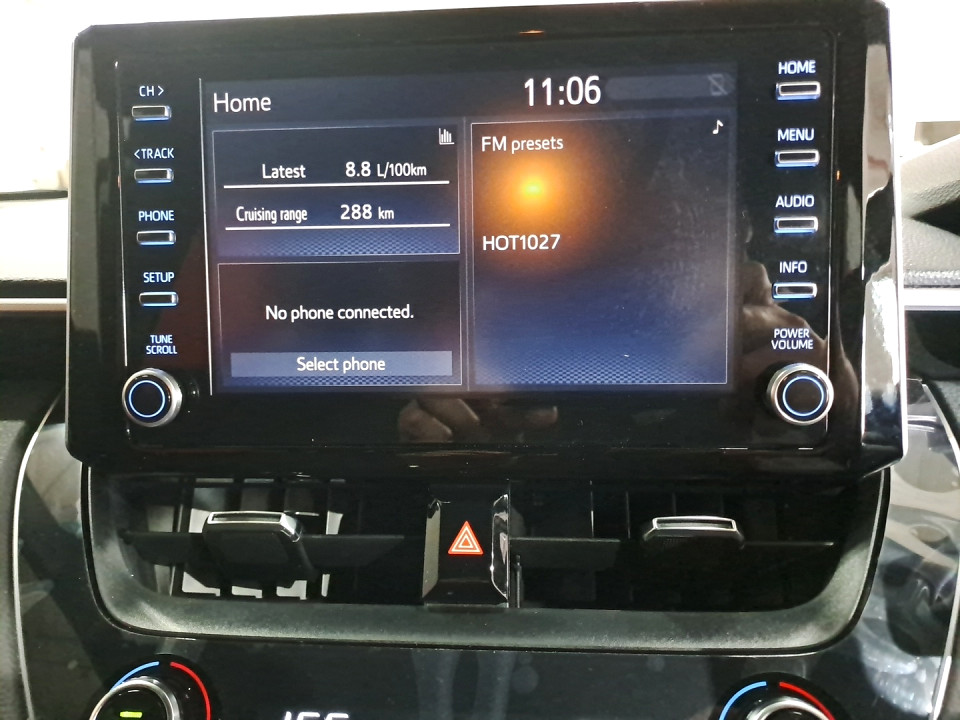 CH >
< TRACK
PHONE
SETUP
TUNE
SCROLL
Home
11:06
Latest 8.8 L/100km
Cruising range 288 km
No phone connected.
Select phone
FM presets
HOT1027
HOME
MENU
AUDIO
INFO
POWER
VOLUME